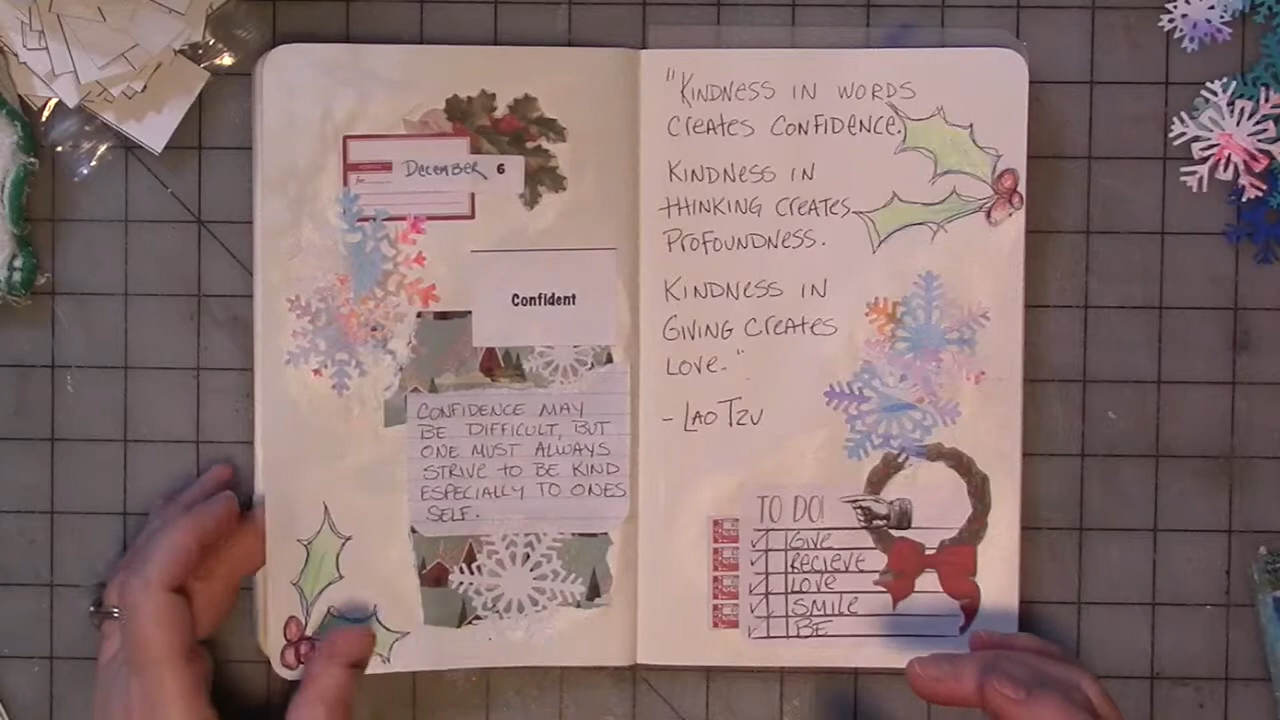 December 6
Confident
CONFIDENCE MAY
BE DIFFICULT, BUT
ONE MUST ALWAYS
STRIVE TO BE KIND
ESPECIALLY TO ONES
SELF.
"KINDNESS IN WORDS
CREATES CONFIDENCE.
KINDNESS IN
THINKING CREATES
PROFOUNDNESS.
KINDNESS IN
GIVING CREATES
LOVE."
- LAO TZU
TO DO!
GIVE
RECIEVE
LOVE
SMILE
BE